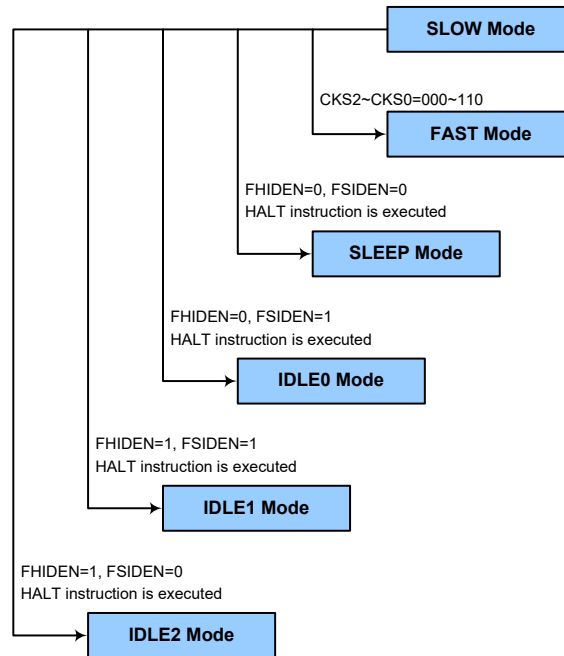 SLOW Mode
CKS2~CKS0=000~110
FAST Mode
FHIDEN=0, FSIDEN=0
HALT instruction is executed
SLEEP Mode
FHIDEN=0, FSIDEN=1
HALT instruction is executed
IDLE0 Mode
FHIDEN=1, FSIDEN=1
HALT instruction is executed
IDLE1 Mode
FHIDEN=1, FSIDEN=0
HALT instruction is executed
IDLE2 Mode